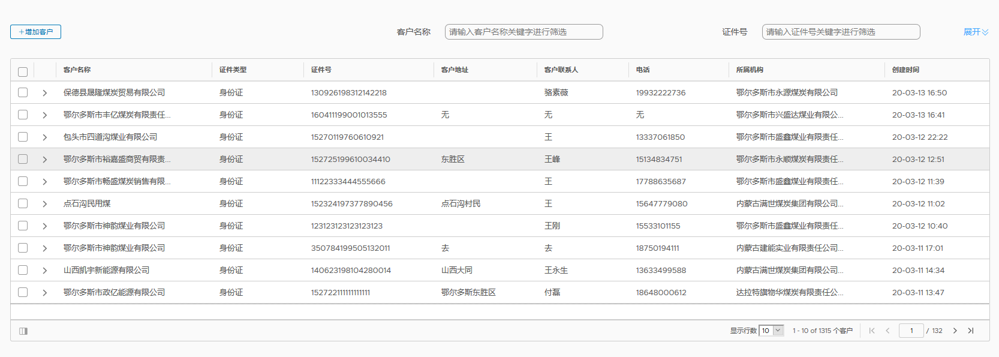 +增加客户 客户名称 请输入客户名称关键字进行筛选 证件号 请输入证件号关键字进行筛选 展开
客户名称 证件类型 证件号 客户地址 客户联系人 电话 所属机构 创建时间
保德县晟隆煤炭贸易有限公司 身份证 130926198312142218 骆素薇 19932222736 鄂尔多斯市永源煤炭有限公司 20-03-13 16:50
鄂尔多斯市丰亿煤炭有限责任... 身份证 160411199001013555 无 无 无 鄂尔多斯市兴盛达煤业有限公... 20-03-13 16:41
包头市四道沟煤业有限公司 身份证 15270119760610921 王 13337061850 鄂尔多斯市盛鑫煤业有限责任... 20-03-12 22:22
鄂尔多斯市裕嘉盛商贸有限责... 身份证 152725199610034410 东胜区 王峰 15134834751 鄂尔多斯市永顺煤炭有限责任... 20-03-12 12:51
鄂尔多斯市畅盛煤炭销售有限... 身份证 11122333444555666 王 17788635687 鄂尔多斯市盛鑫煤业有限责任... 20-03-12 11:39
点石沟民用煤 身份证 152324197377890456 点石沟村民 王 15647779080 内蒙古满世煤炭集团有限公司... 20-03-12 11:02
鄂尔多斯市神韵煤业有限公司 身份证 123123123123123123 王刚 15533101155 鄂尔多斯市盛鑫煤业有限责任... 20-03-12 10:40
鄂尔多斯市神韵煤业有限公司 身份证 350784199505132011 去 去 18750194111 内蒙古建能实业有限责任公司... 20-03-11 17:01
山西凯宇新能源有限公司 身份证 140623198104280014 山西大同 王永生 13633499588 内蒙古满世煤炭集团有限公司... 20-03-11 14:34
鄂尔多斯市政亿能源有限公司 身份证 152722111111111111 鄂尔多斯东胜区 付磊 18648000612 达拉特旗物华煤炭有限责任公... 20-03-11 13:47
显示行数 10 1 - 10 of 1315 个客户 1 / 132